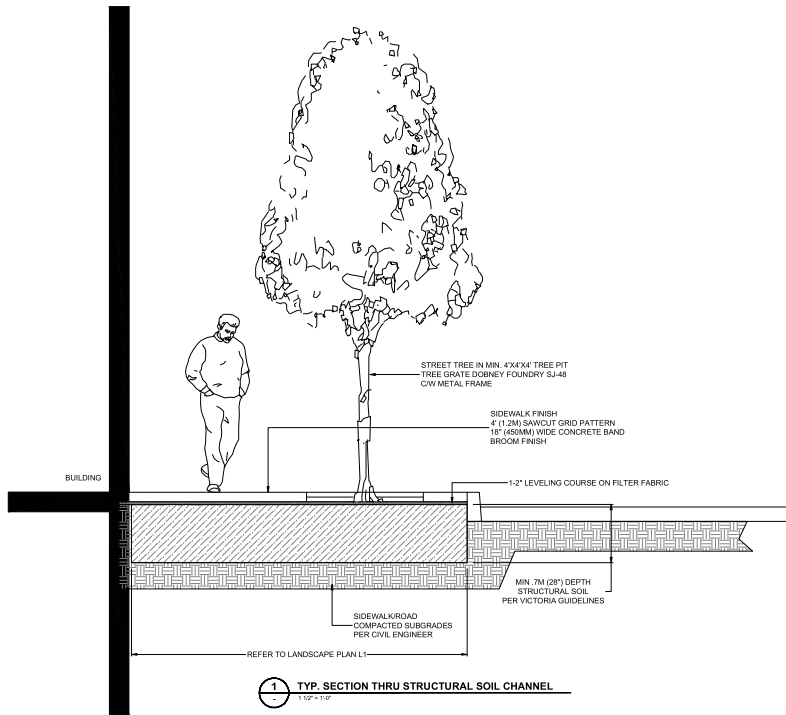 STREET TREE IN MIN. 4'X4'X4' TREE PIT
TREE GRATE DOBNEY FOUNDRY SJ-48
C/W METAL FRAME
SIDEWALK FINISH
4' (1.2M) SAWCUT GRID PATTERN
18" (450MM) WIDE CONCRETE BAND
BROOM FINISH
BUILDING
1-2" LEVELING COURSE ON FILTER FABRIC
MIN .7M (28") DEPTH
STRUCTURAL SOIL
PER VICTORIA GUIDELINES
SIDEWALK/ROAD
COMPACTED SUBGRADES
PER CIVIL ENGINEER
REFER TO LANDSCAPE PLAN L1
1
-
TYP. SECTION THRU STRUCTURAL SOIL CHANNEL
1 1/2" = 1'-0"